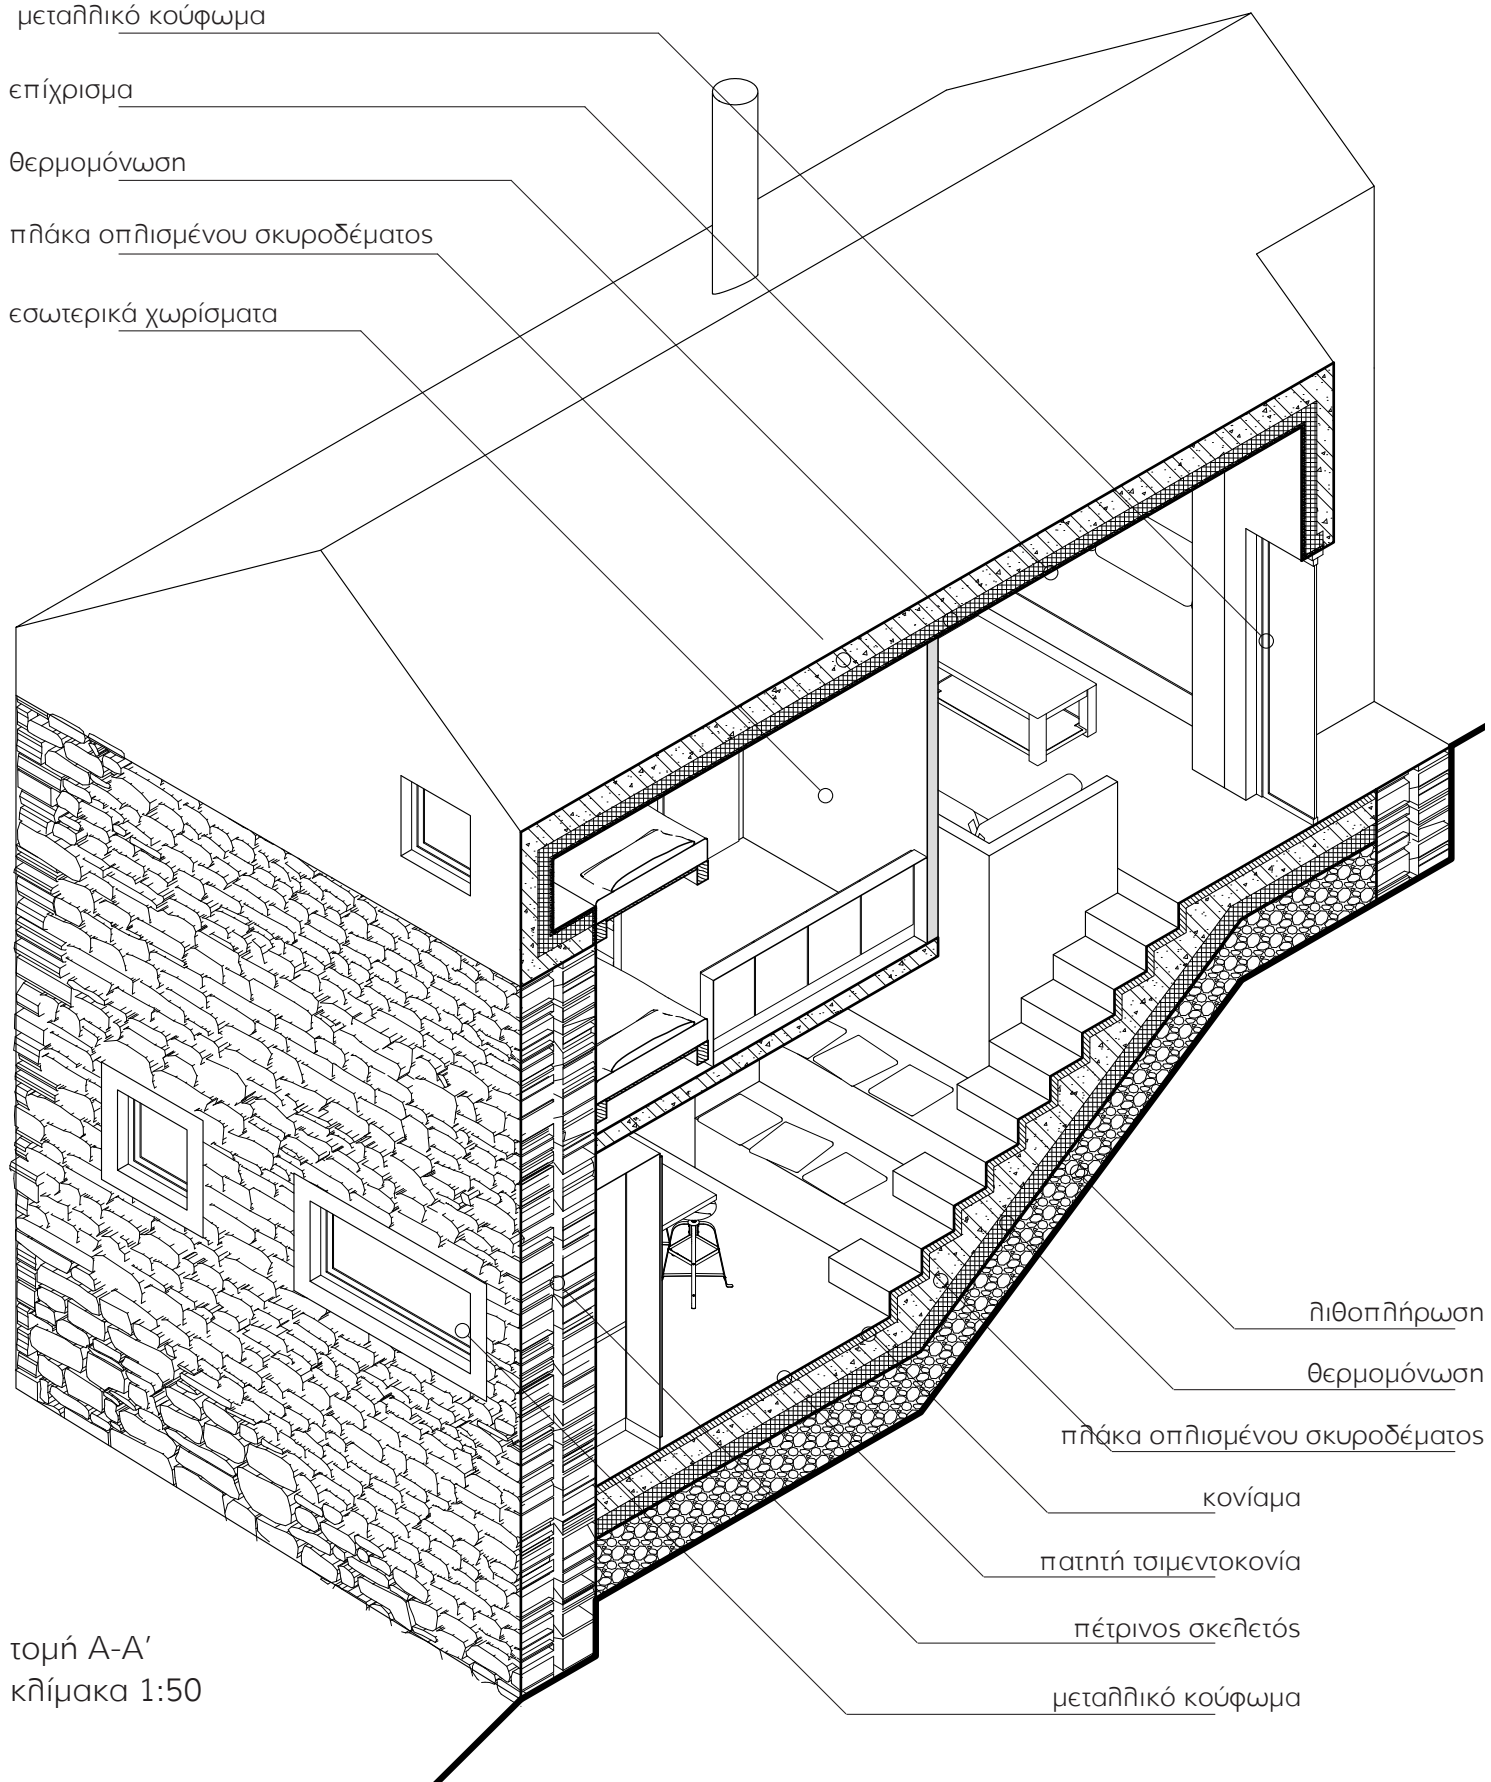 μεταλλικό κούφωμα
επίχρισμα
θερμομόνωση
πλάκα οπλισμένου σκυροδέματος
εσωτερικά χωρίσματα
λιθοπλήρωση
θερμομόνωση
πλάκα οπλισμένου σκυροδέματος
κονίαμα
πατητή τσιμεντοκονία
πέτρινος σκελετός
μεταλλικό κούφωμα
τομή Α-Α'
κλίμακα 1:50